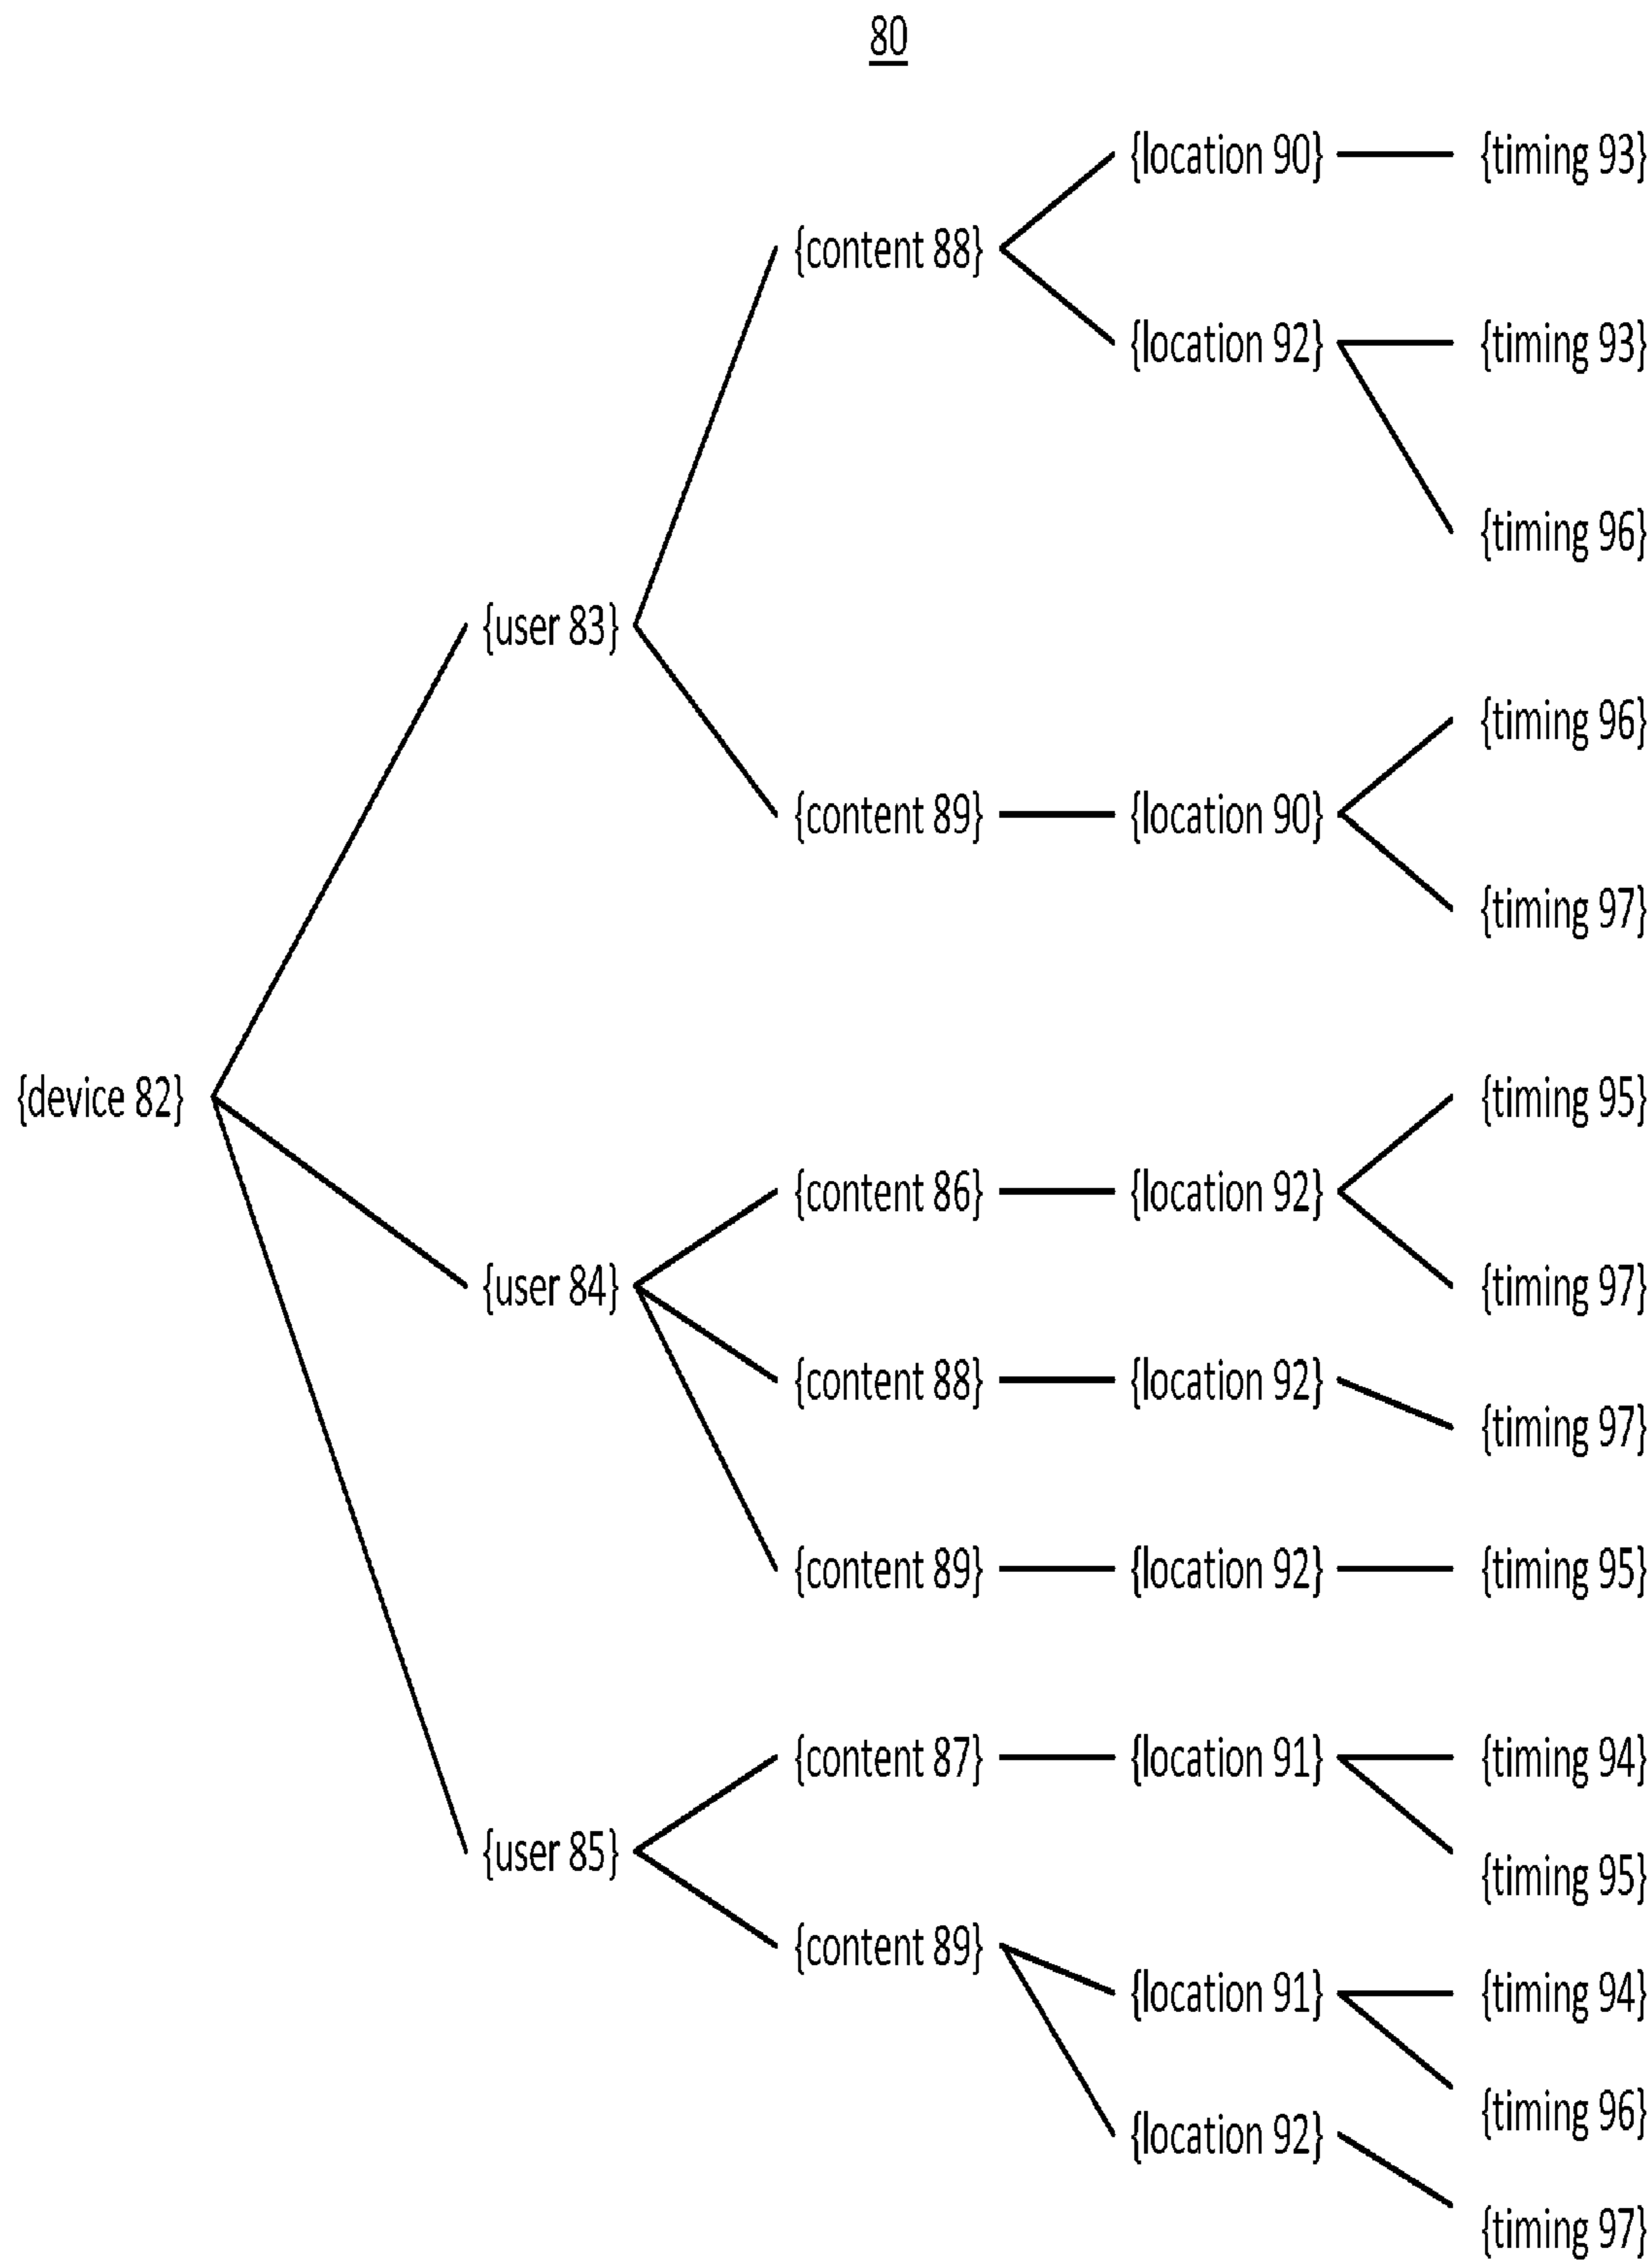 80
{location 90} {timing 93}
{content 88}
{location 92} {timing 93}
{timing 96}
{user 83}
{timing 96}
{content 89} {location 90}
{timing 97}
{device 82} {timing 95}
{content 86} {location 92}
{user 84} {timing 97}
{content 88} {location 92}
{timing 97}
{content 89} {location 92} {timing 95}
{content 87} {location 91} {timing 94}
{user 85} {timing 95}
{content 89}
{location 91} {timing 94}
{timing 96}
{location 92}
{timing 97}